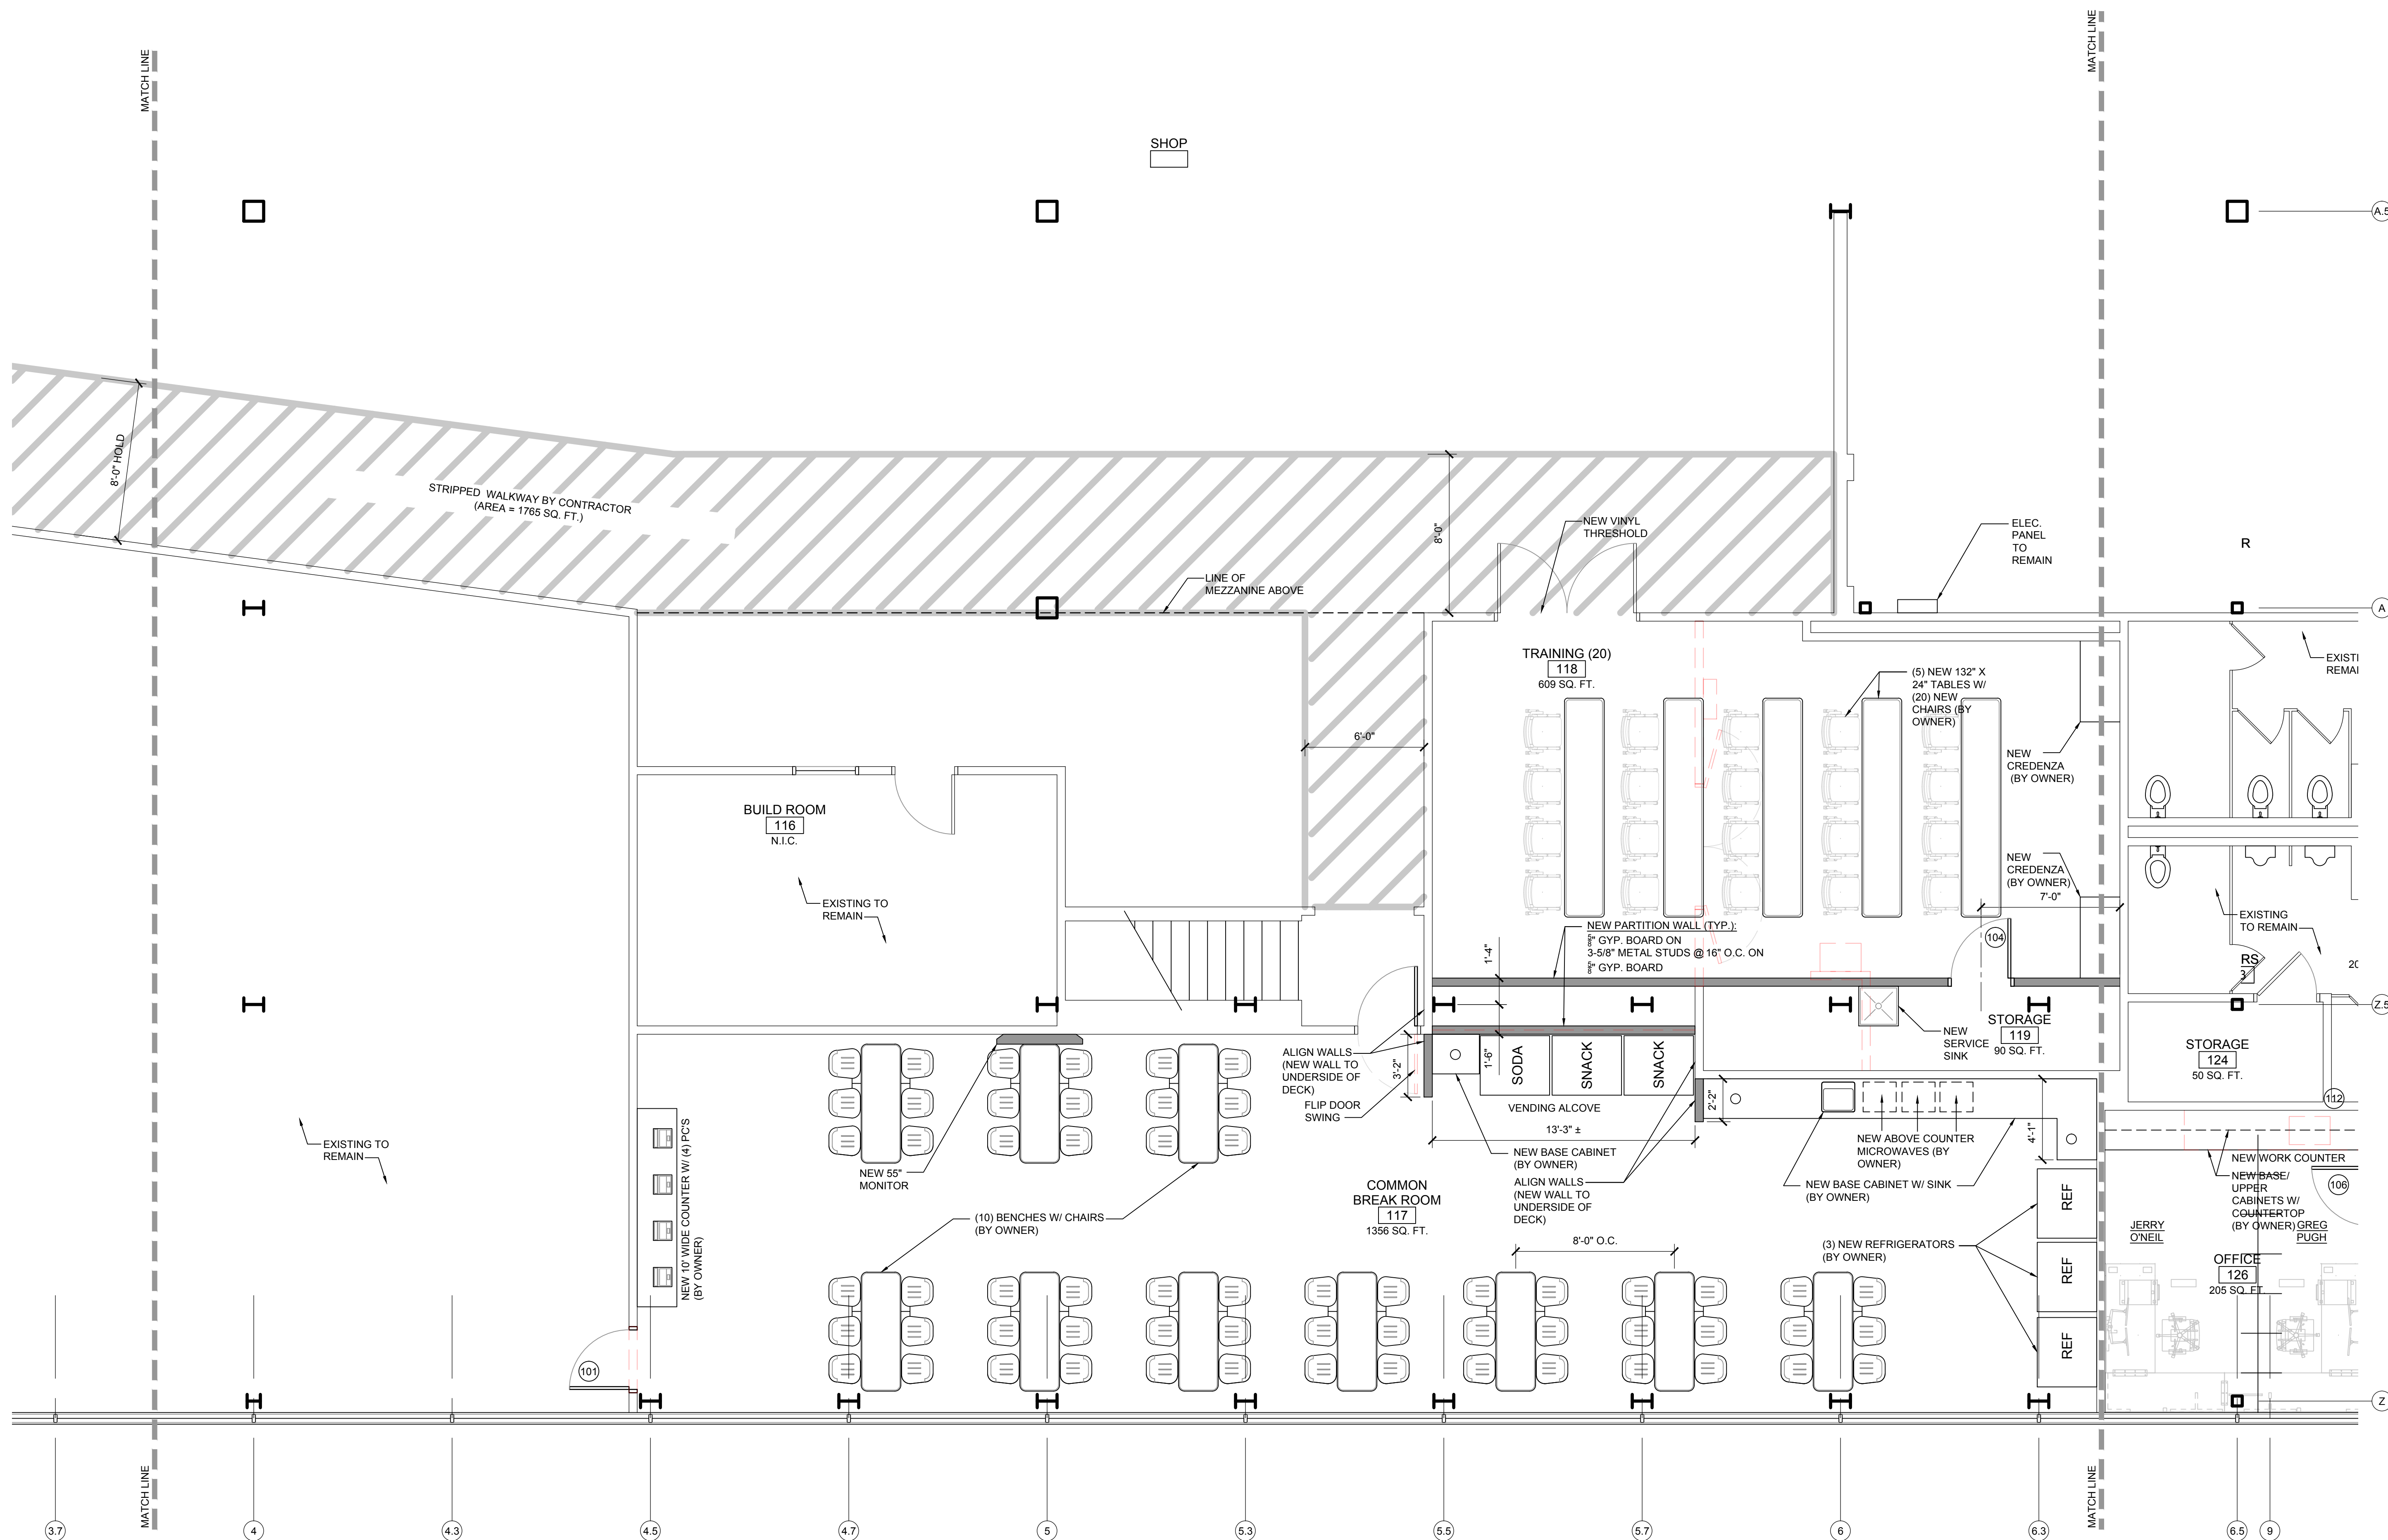 MATCH LINE
MATCH LINE
SHOP
A.5
8'-0" HOLD
STRIPPED WALKWAY BY CONTRACTOR
(AREA = 1765 SQ. FT.)
8'-0"
NEW VINYL
THRESHOLD
ELEC.
PANEL
TO
REMAIN
R
LINE OF
MEZZANINE ABOVE
A
TRAINING (20)
118
609 SQ. FT.
(5) NEW 132" X
24" TABLES W/
(20) NEW
CHAIRS (BY
OWNER)
EXISTI
REMAI
6'-0"
NEW
CREDENZA
(BY OWNER)
BUILD ROOM
116
N.I.C.
EXISTING TO
REMAIN
NEW
CREDENZA
(BY OWNER)
7'-0"
EXISTING
TO REMAIN
NEW PARTITION WALL (TYP.):
5/8" GYP. BOARD ON
3-5/8" METAL STUDS @ 16" O.C. ON
5/8" GYP. BOARD
1'-4"
104
RS
3
20
Z.5
STORAGE
119
90 SQ. FT.
NEW
SERVICE
SINK
STORAGE
124
50 SQ. FT.
ALIGN WALLS
(NEW WALL TO
UNDERSIDE OF
DECK)
3'-2"
1'-6"
SODA
SNACK
SNACK
FLIP DOOR
SWING
VENDING ALCOVE
13'-3" ±
2'-2"
4'-1"
112
NEW ABOVE COUNTER
MICROWAVES (BY
OWNER)
EXISTING TO
REMAIN
NEW 10' WIDE COUNTER W/ (4) PC'S
(BY OWNER)
NEW 55"
MONITOR
NEW BASE CABINET
(BY OWNER)
ALIGN WALLS
(NEW WALL TO
UNDERSIDE OF
DECK)
NEW BASE CABINET W/ SINK
(BY OWNER)
NEW WORK COUNTER
NEW BASE/
UPPER
CABINETS W/
COUNTERTOP
(BY OWNER)
106
COMMON
BREAK ROOM
117
1356 SQ. FT.
(10) BENCHES W/ CHAIRS
(BY OWNER)
8'-0" O.C.
(3) NEW REFRIGERATORS
(BY OWNER)
REF
REF
REF
JERRY
O'NEIL
GREG
PUGH
OFFICE
126
205 SQ. FT.
101
Z
MATCH LINE
MATCH LINE
3.7
4
4.3
4.5
4.7
5
5.3
5.5
5.7
6
6.3
6.5
9